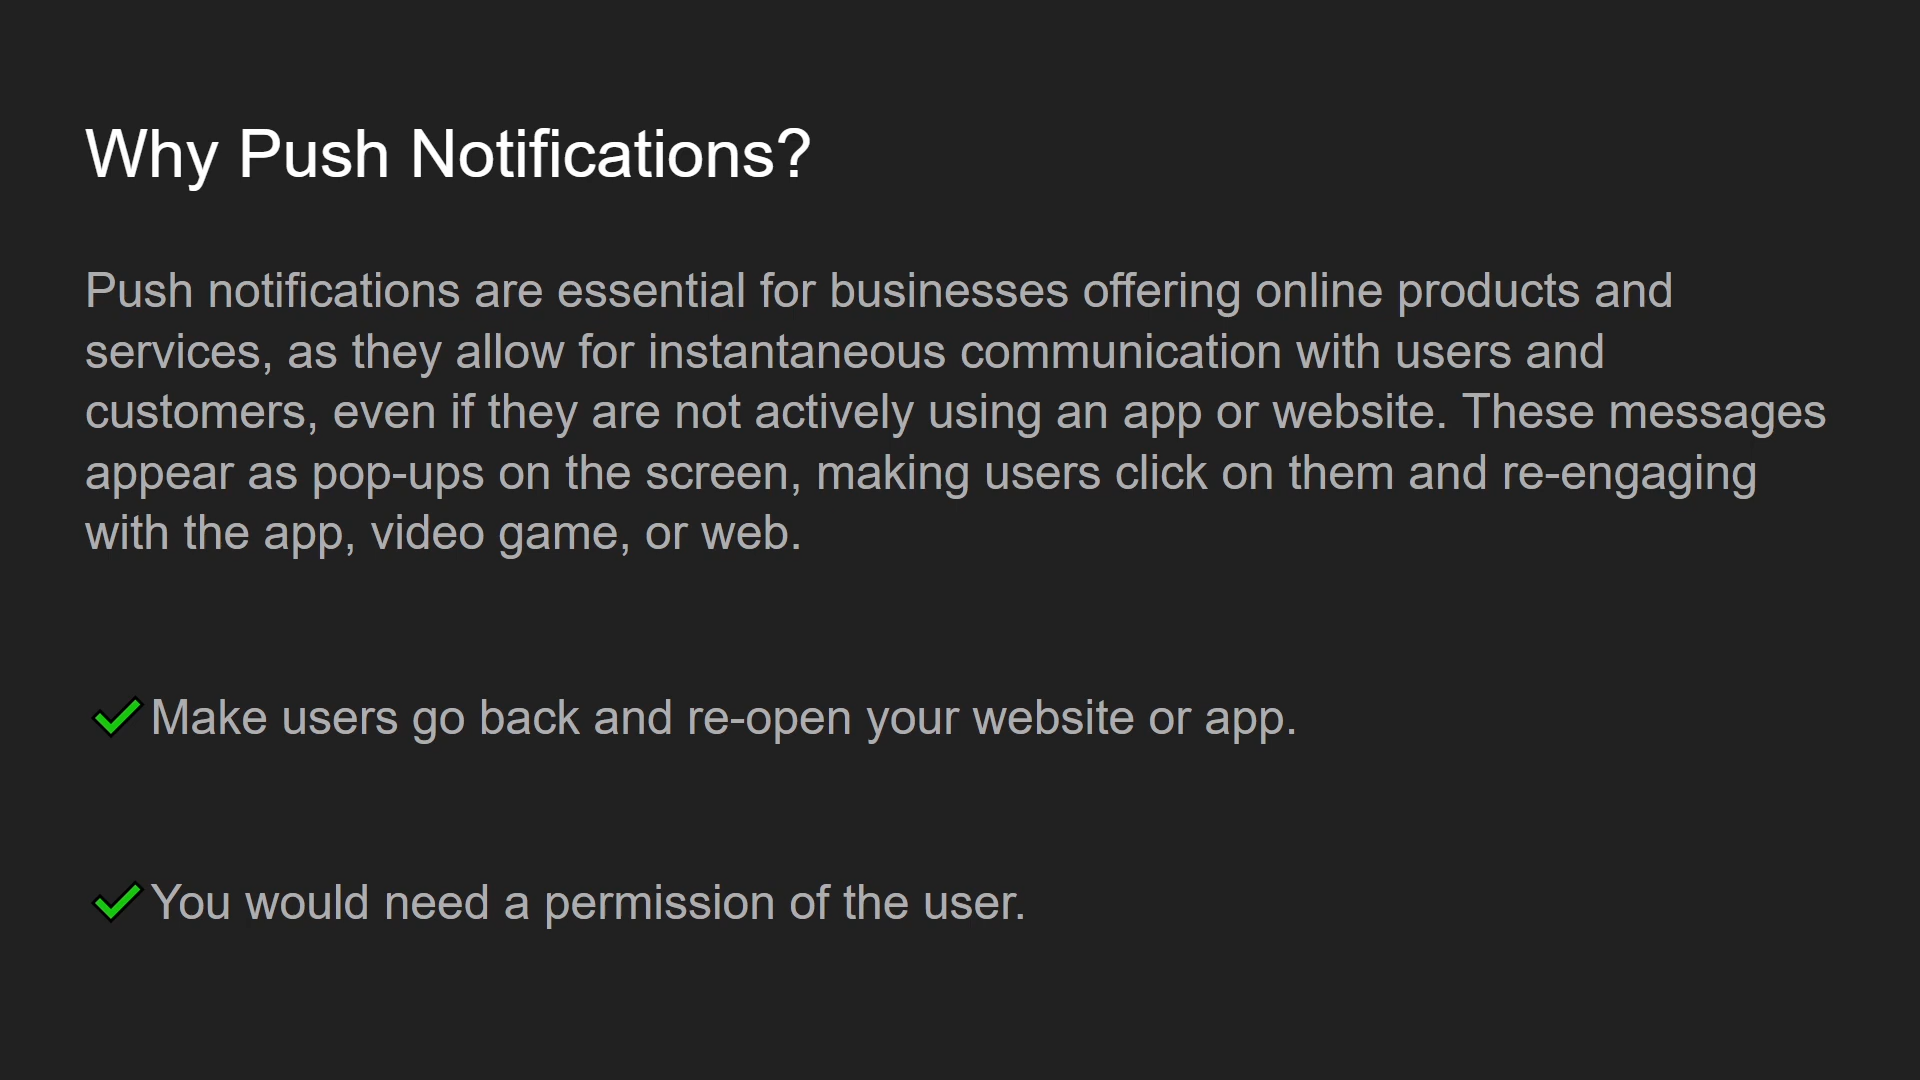 Why Push Notifications?
Push notifications are essential for businesses offering online products and
services, as they allow for instantaneous communication with users and
customers, even if they are not actively using an app or website. These messages
appear as pop-ups on the screen, making users click on them and re-engaging
with the app, video game, or web.
Make users go back and re-open your website or app.
You would need a permission of the user.